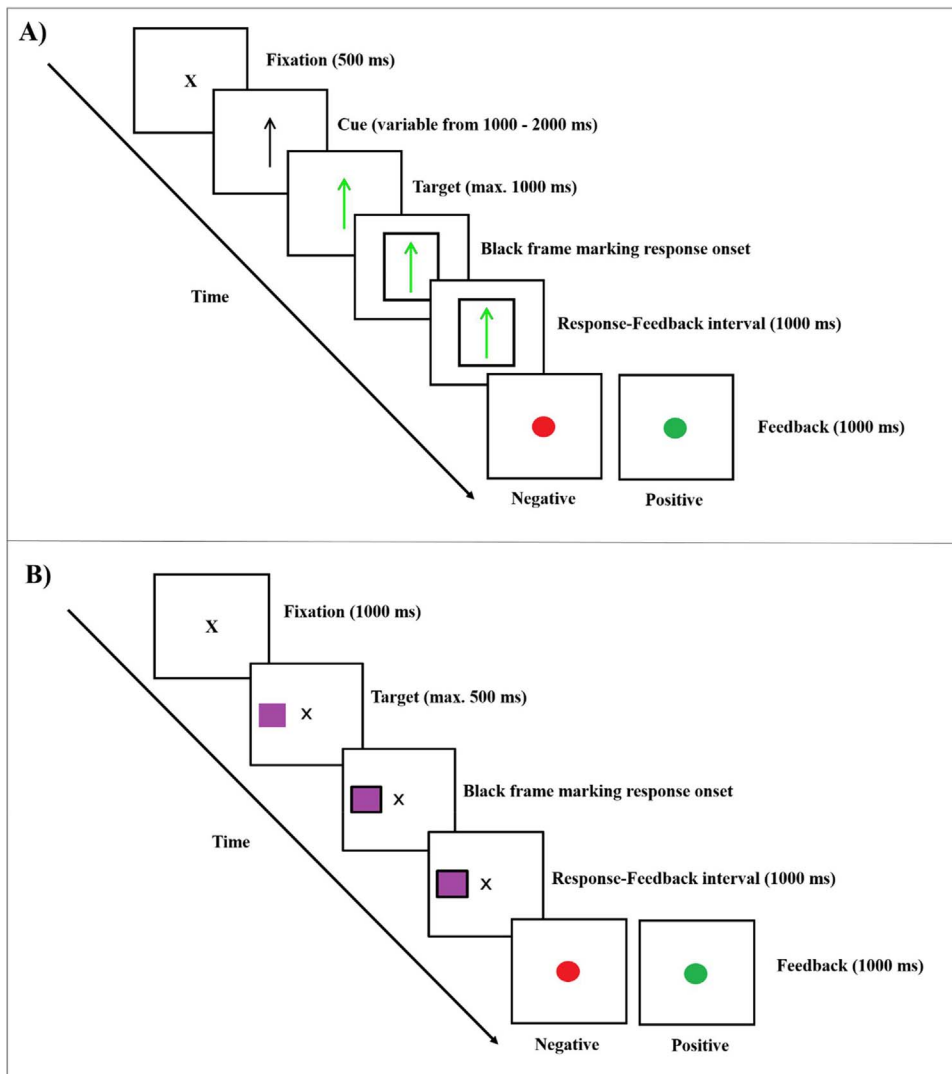 A)
X
Fixation (500 ms)
Cue (variable from 1000 - 2000 ms)
Target (max. 1000 ms)
Black frame marking response onset
Time
Response-Feedback interval (1000 ms)
Feedback (1000 ms)
Negative
Positive
B)
X
Fixation (1000 ms)
Target (max. 500 ms)
x
Black frame marking response onset
x
Time
Response-Feedback interval (1000 ms)
x
Feedback (1000 ms)
Negative
Positive